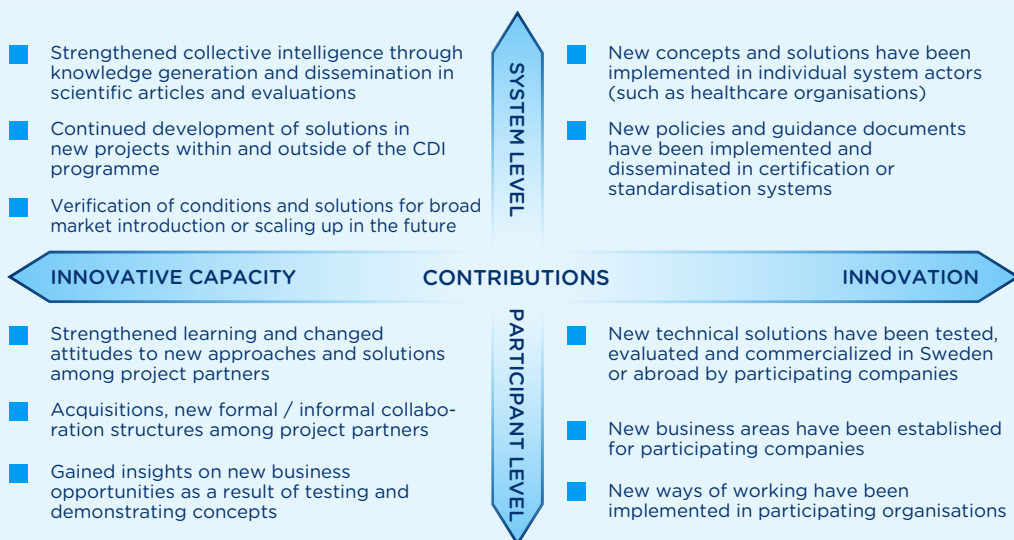 Strengthened collective intelligence through
knowledge generation and dissemination in
scientific articles and evaluations
Continued development of solutions in
new projects within and outside of the CDI
programme
Verification of conditions and solutions for broad
market introduction or scaling up in the future
SYSTEM LEVEL
New concepts and solutions have been
implemented in individual system actors
(such as healthcare organisations)
New policies and guidance documents
have been implemented and
disseminated in certification or
standardisation systems
INNOVATIVE CAPACITY
CONTRIBUTIONS
INNOVATION
Strengthened learning and changed
attitudes to new approaches and solutions
among project partners
Acquisitions, new formal / informal collabo-
ration structures among project partners
Gained insights on new business
opportunities as a result of testing and
demonstrating concepts
PARTICIPANT LEVEL
New technical solutions have been tested,
evaluated and commercialized in Sweden
or abroad by participating companies
New business areas have been established
for participating companies
New ways of working have been
implemented in participating organisations